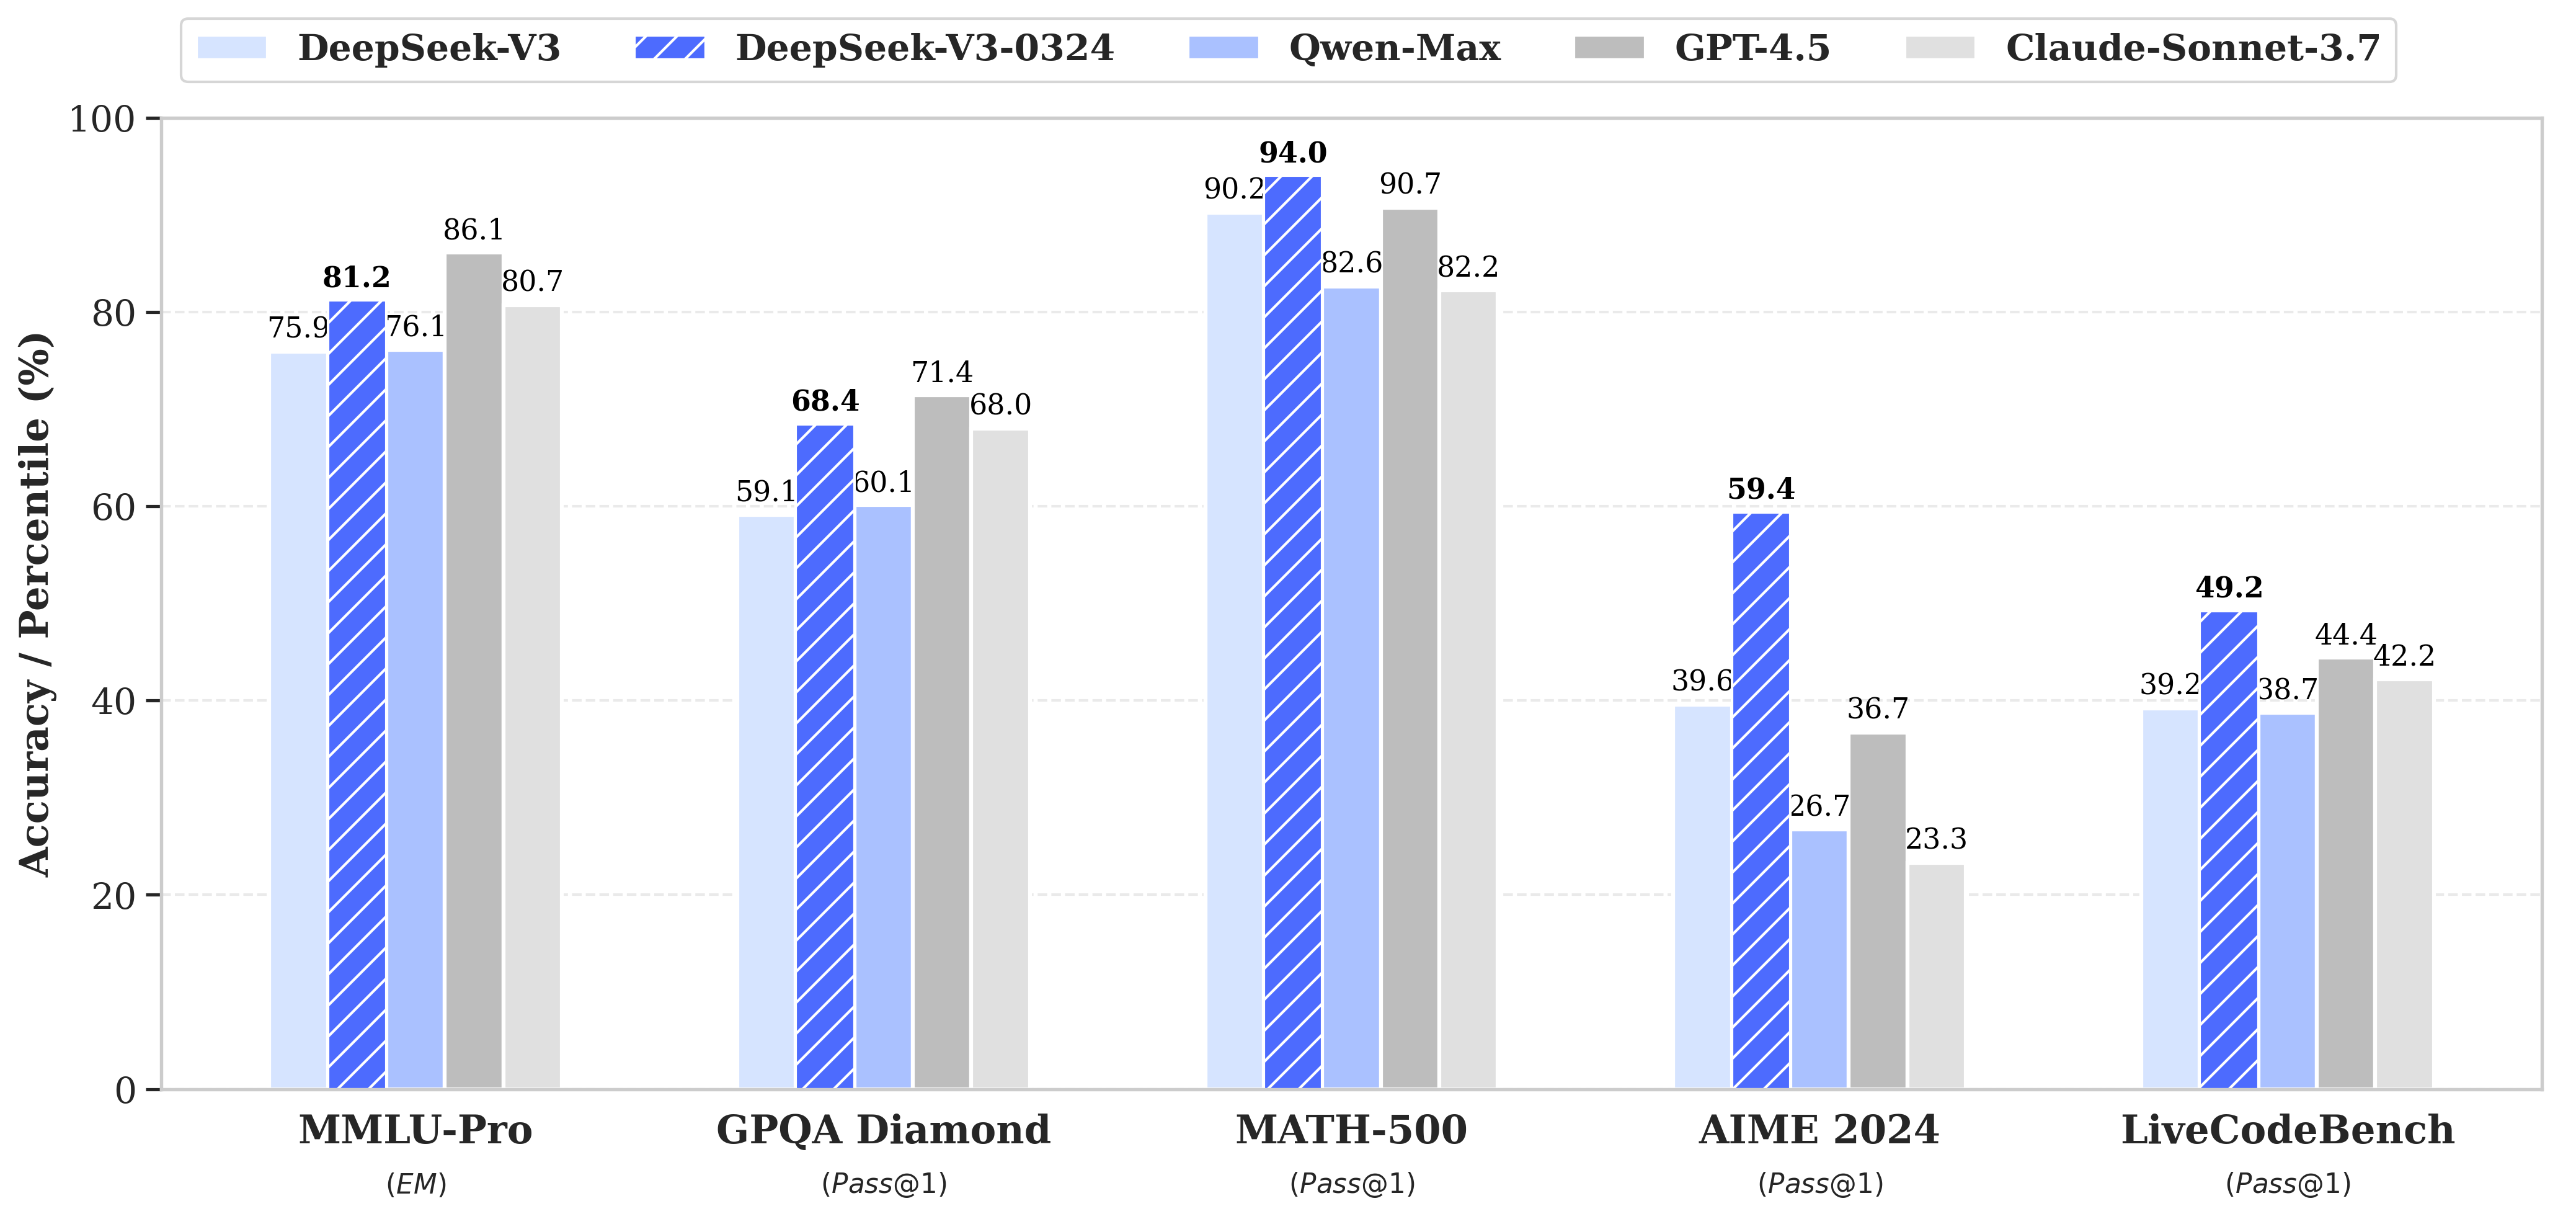 DeepSeek-V3 DeepSeek-V3-0324 Qwen-Max GPT-4.5 Claude-Sonnet-3.7
Accuracy / Percentile (%)
100
80
60
40
20
0
75.9 81.2 76.1 86.1 80.7
59.1 68.4 60.1 71.4 68.0
90.2 94.0 82.6 90.7 82.2
39.6 59.4 26.7 36.7 23.3
39.2 49.2 38.7 44.4 42.2
MMLU-Pro GPQA Diamond MATH-500 AIME 2024 LiveCodeBench
(EM) (Pass@1) (Pass@1) (Pass@1) (Pass@1)